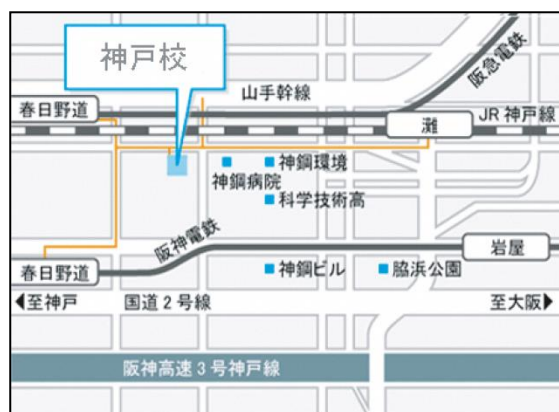 神戸校
阪急電鉄
山手幹線
春日野道
JR 神戸線
灘
神鋼環境
神鋼病院
科学技術高
阪神電鉄
岩屋
春日野道
神鋼ビル
脇浜公園
◀至神戸
国道2号線
至大阪▶
阪神高速3号神戸線